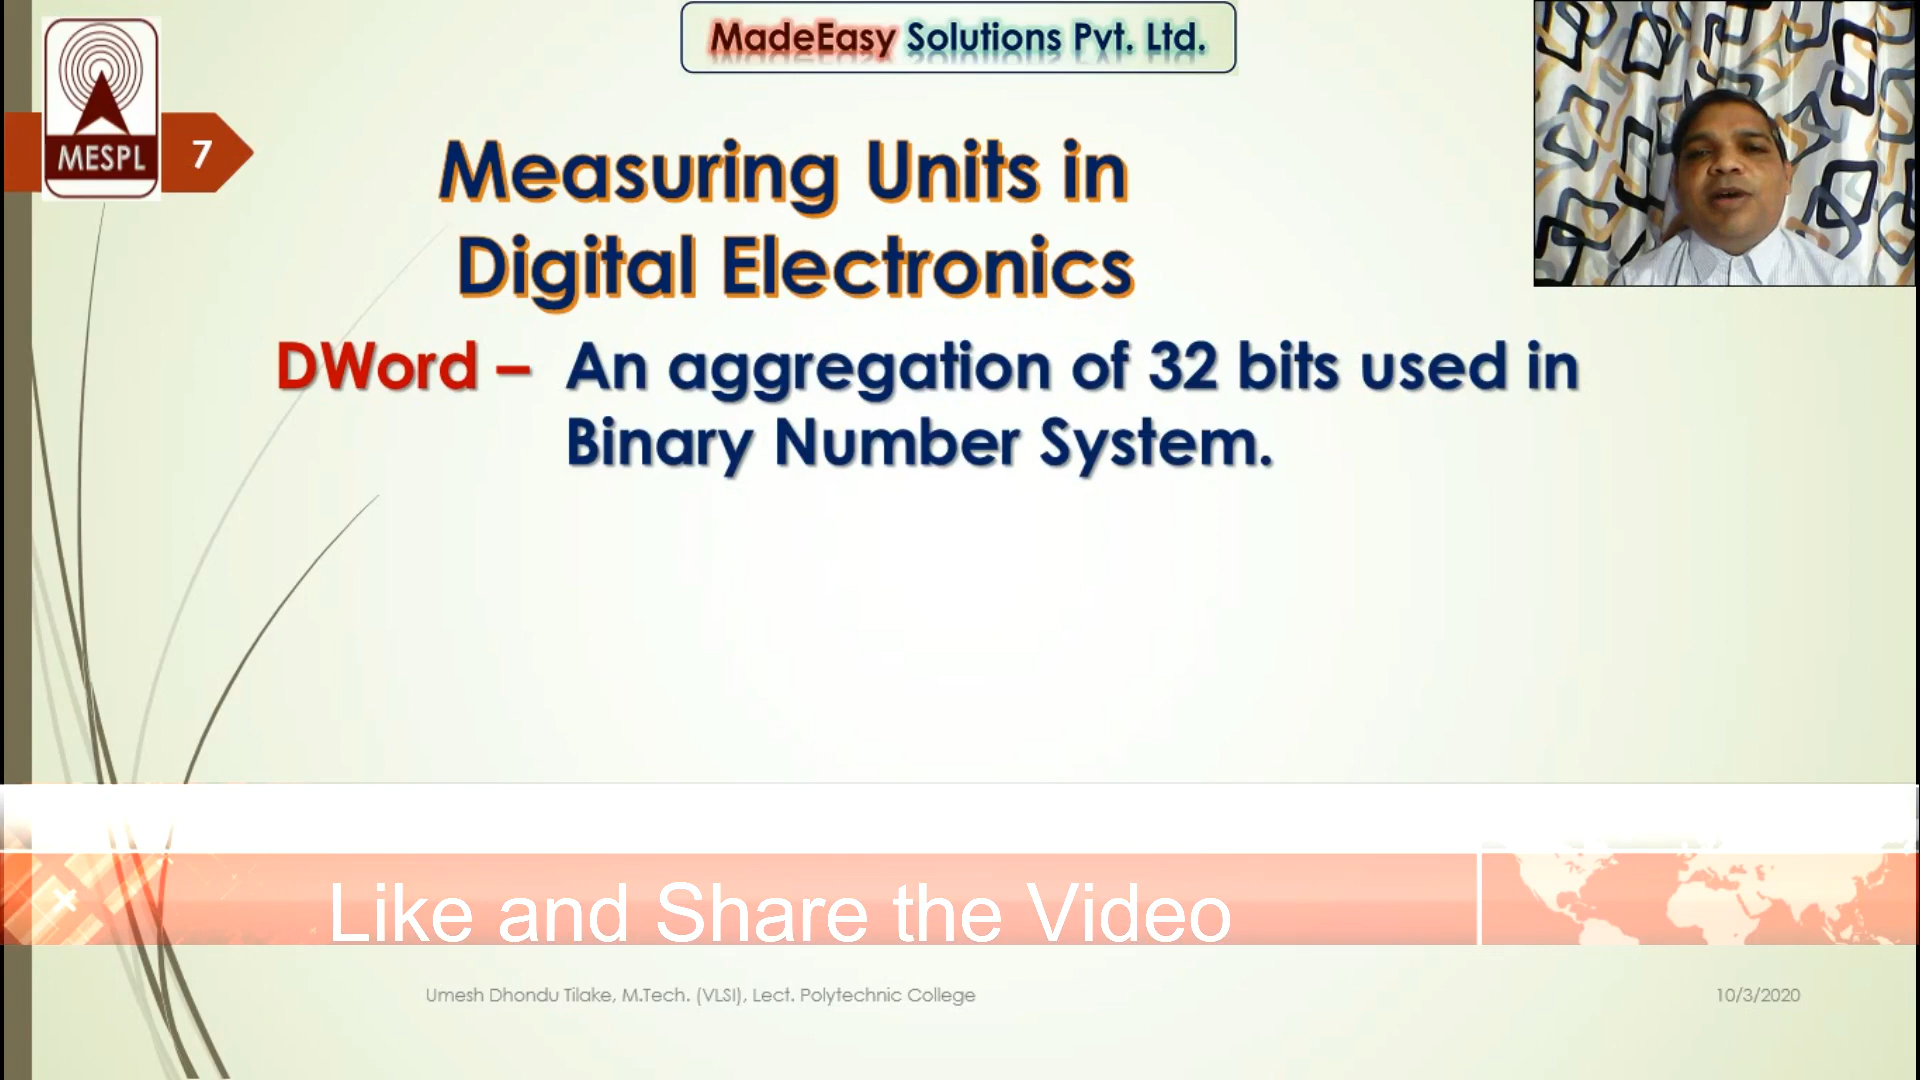 MadeEasy Solutions Pvt. Ltd.
MESPL
7
Measuring Units in
Digital Electronics
DWord – An aggregation of 32 bits used in
Binary Number System.
Like and Share the Video
Umesh Dhondu Tilake, M.Tech. (VLSI), Lect. Polytechnic College
10/3/2020